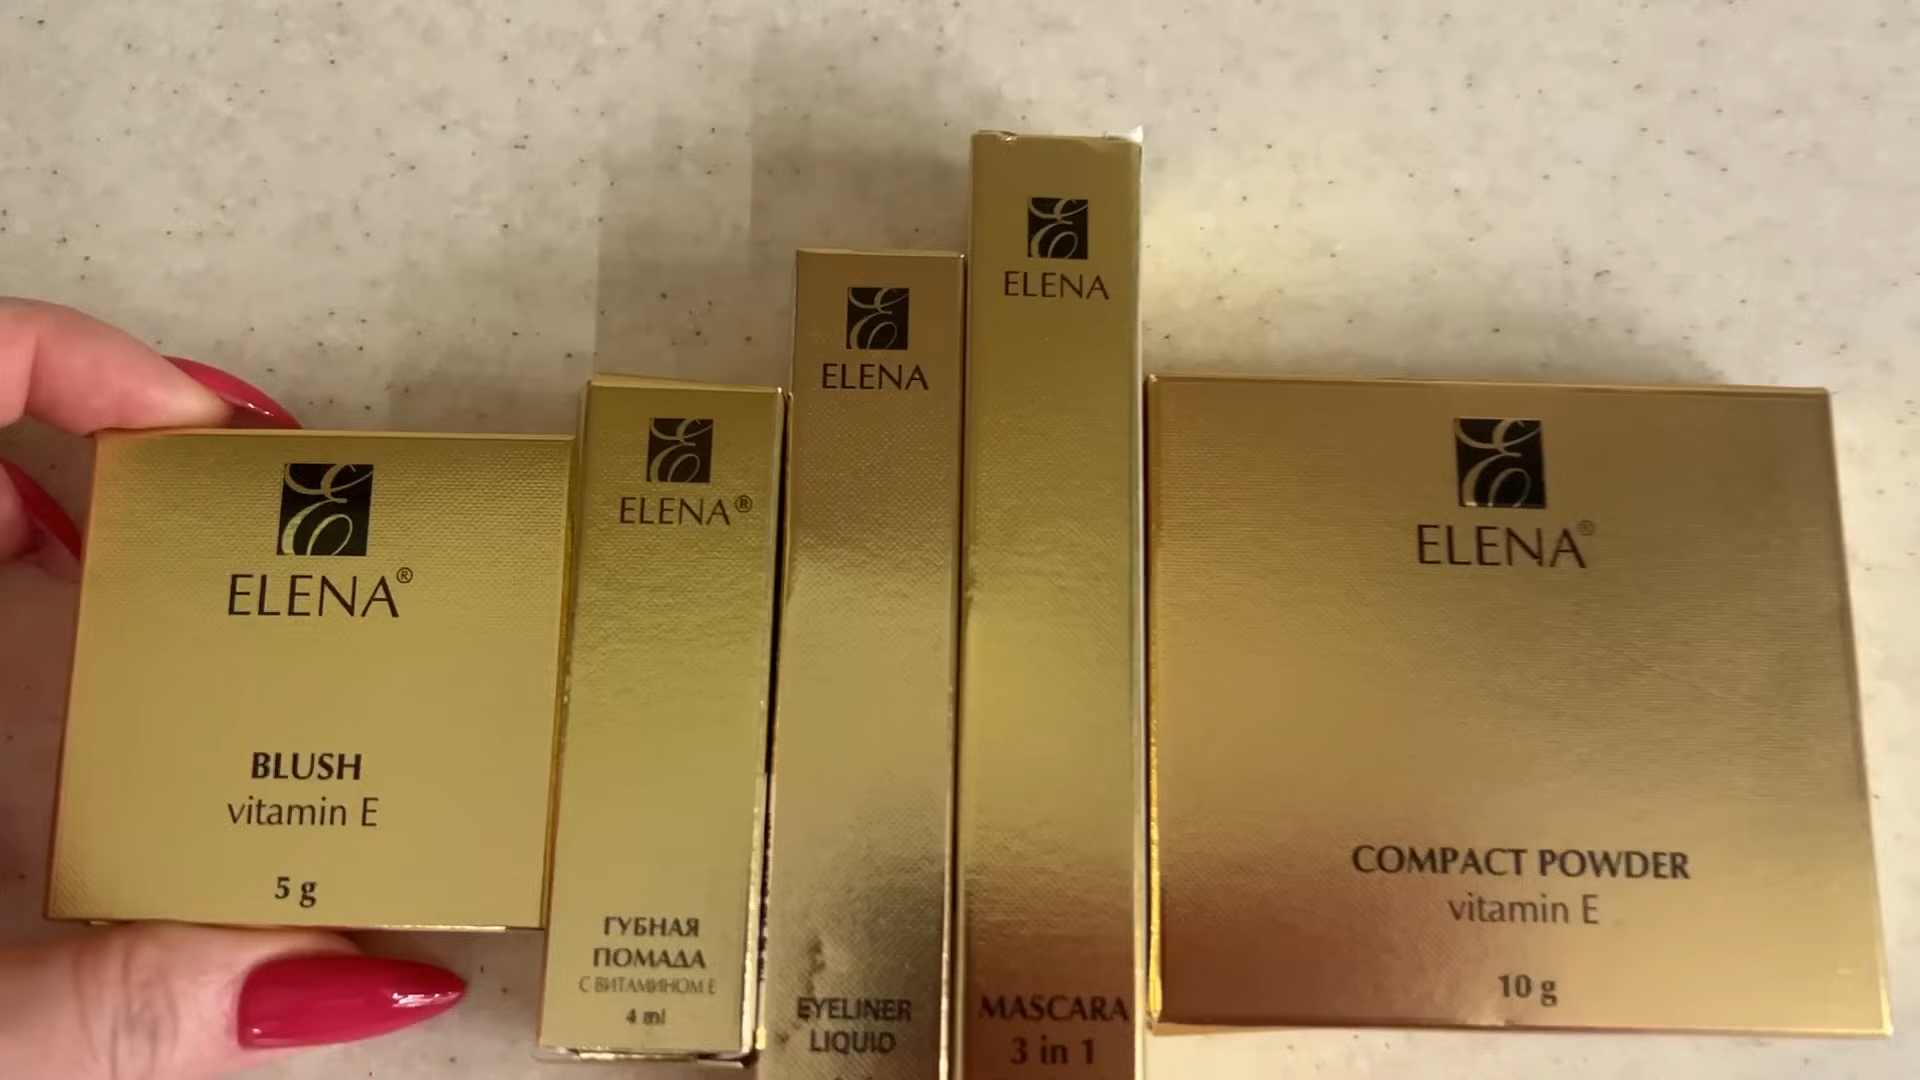 ELENA®
BLUSH
vitamin E
5 g
ELENA®
ГУБНАЯ
ПОМАДА
С ВИТАМИНОМ Е
4 ml
ELENA
EYELINER
LIQUID
ELENA
MASCARA
3 in 1
ELENA®
COMPACT POWDER
vitamin E
10 g